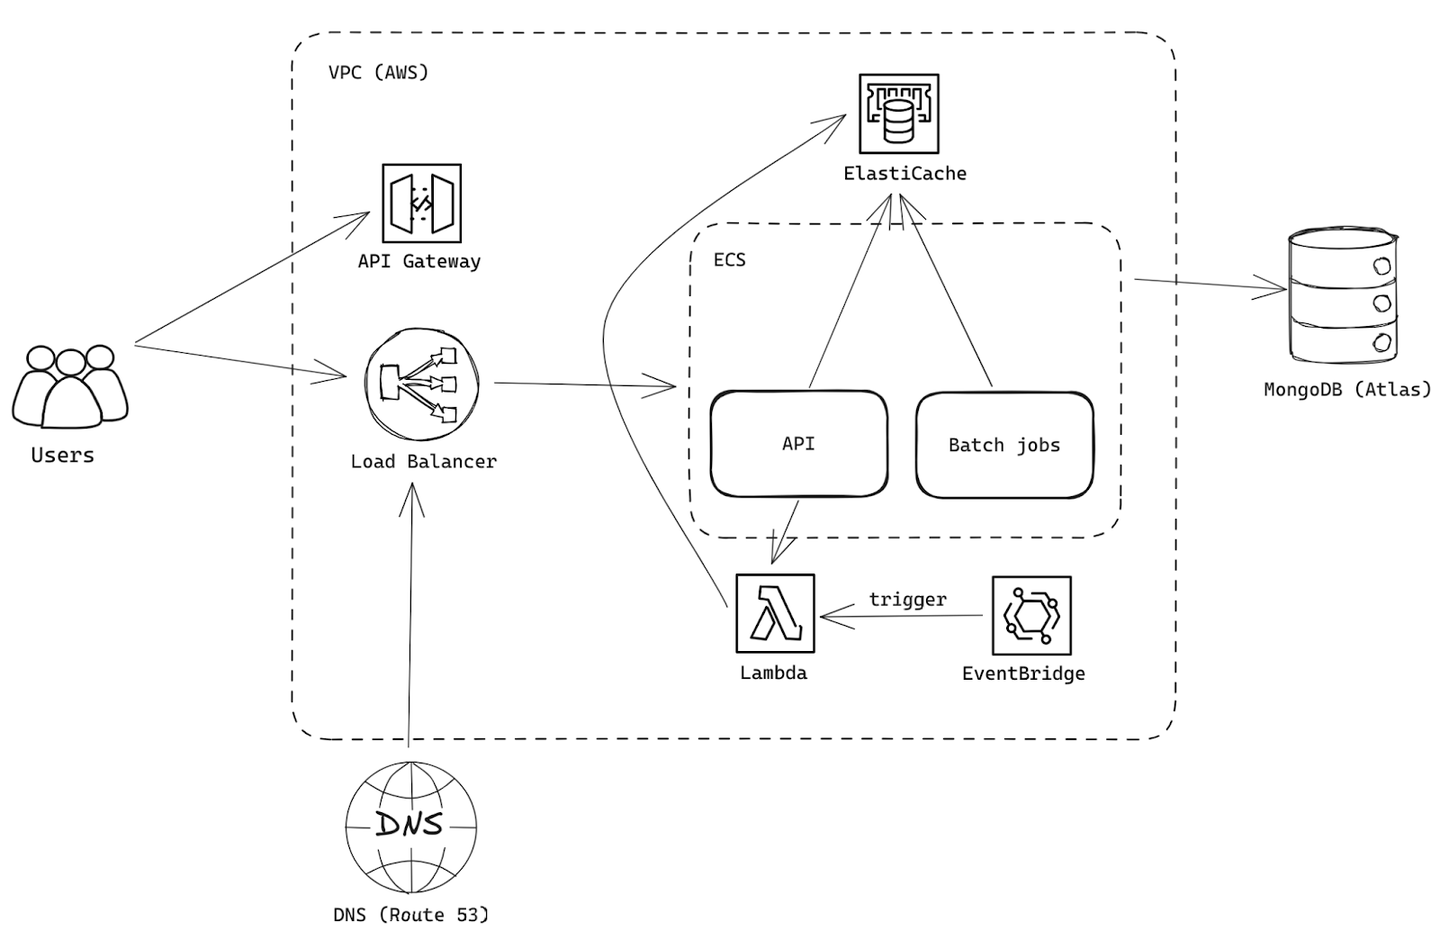 VPC (AWS)
ElastiCache
API Gateway
ECS
Users
Load Balancer
API
Batch jobs
MongoDB (Atlas)
trigger
Lambda
EventBridge
DNS
DNS (Route 53)